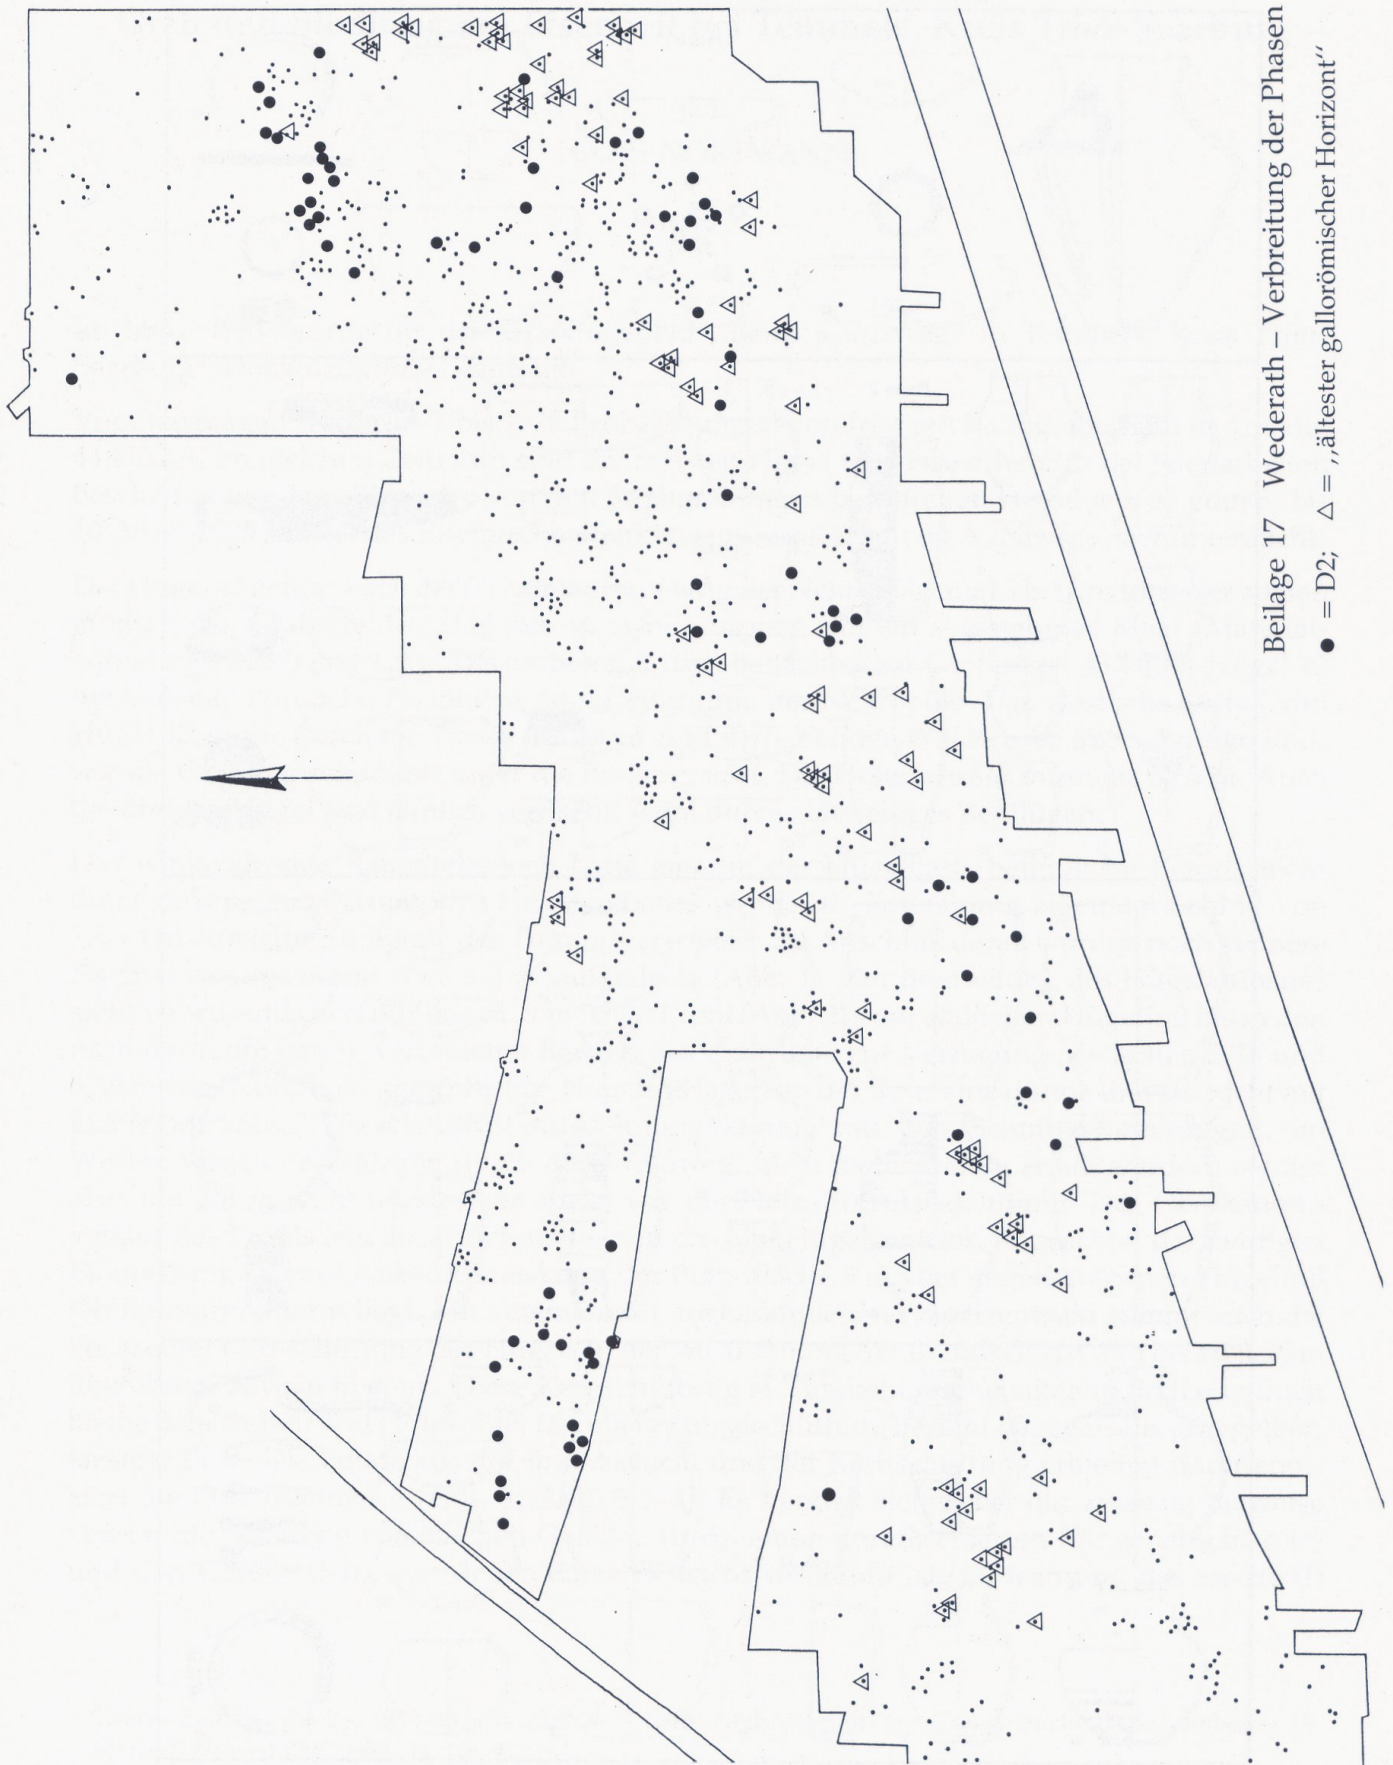 Beilage 17 Wederath – Verbreitung der Phasen
● = D2; △ = „ältester gallorömischer Horizont“